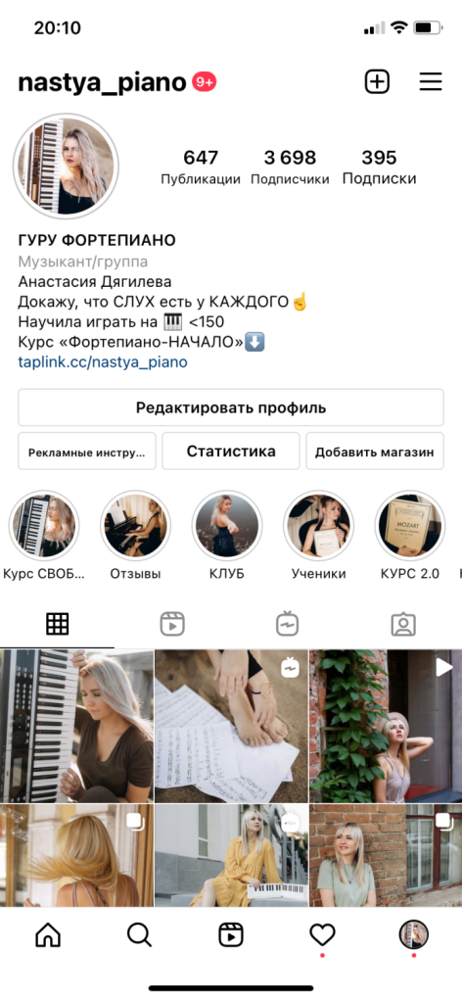 20:10
nastya_piano 9+
647 3 698 395
Публикации Подписчики Подписки
ГУРУ ФОРТЕПИАНО
Музыкант/группа
Анастасия Дягилева
Докажу, что СЛУХ есть у КАЖДОГО☝️
Научила играть на 🎹 <150
Курс «Фортепиано-НАЧАЛО»⬇️
taplink.cc/nastya_piano
Редактировать профиль
Рекламные инстру... Статистика Добавить магазин
MOZART
Курс СВОБ... Отзывы КЛУБ Ученики КУРС 2.0